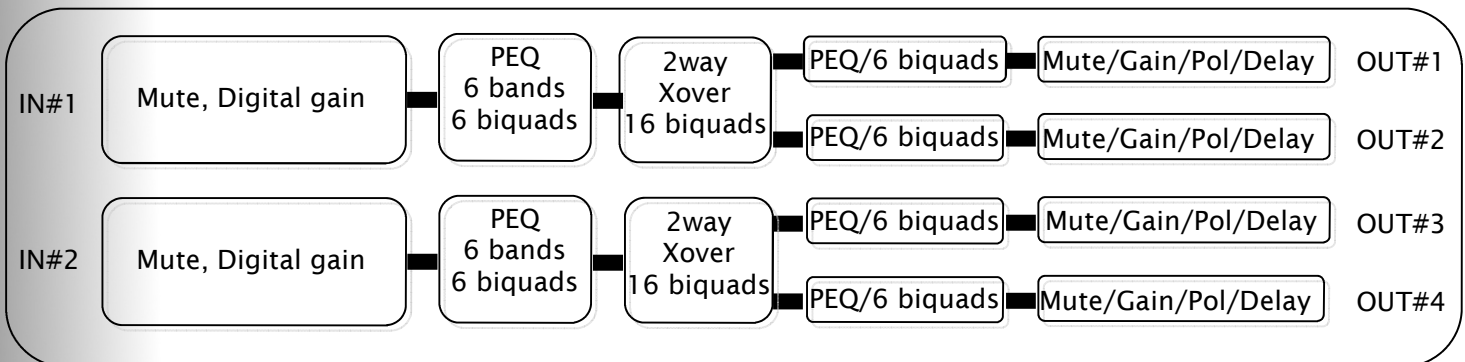 IN#1
Mute, Digital gain
PEQ
6 bands
6 biquads
2way
Xover
16 biquads
PEQ/6 biquads
Mute/Gain/Pol/Delay
OUT#1
PEQ/6 biquads
Mute/Gain/Pol/Delay
OUT#2
IN#2
Mute, Digital gain
PEQ
6 bands
6 biquads
2way
Xover
16 biquads
PEQ/6 biquads
Mute/Gain/Pol/Delay
OUT#3
PEQ/6 biquads
Mute/Gain/Pol/Delay
OUT#4